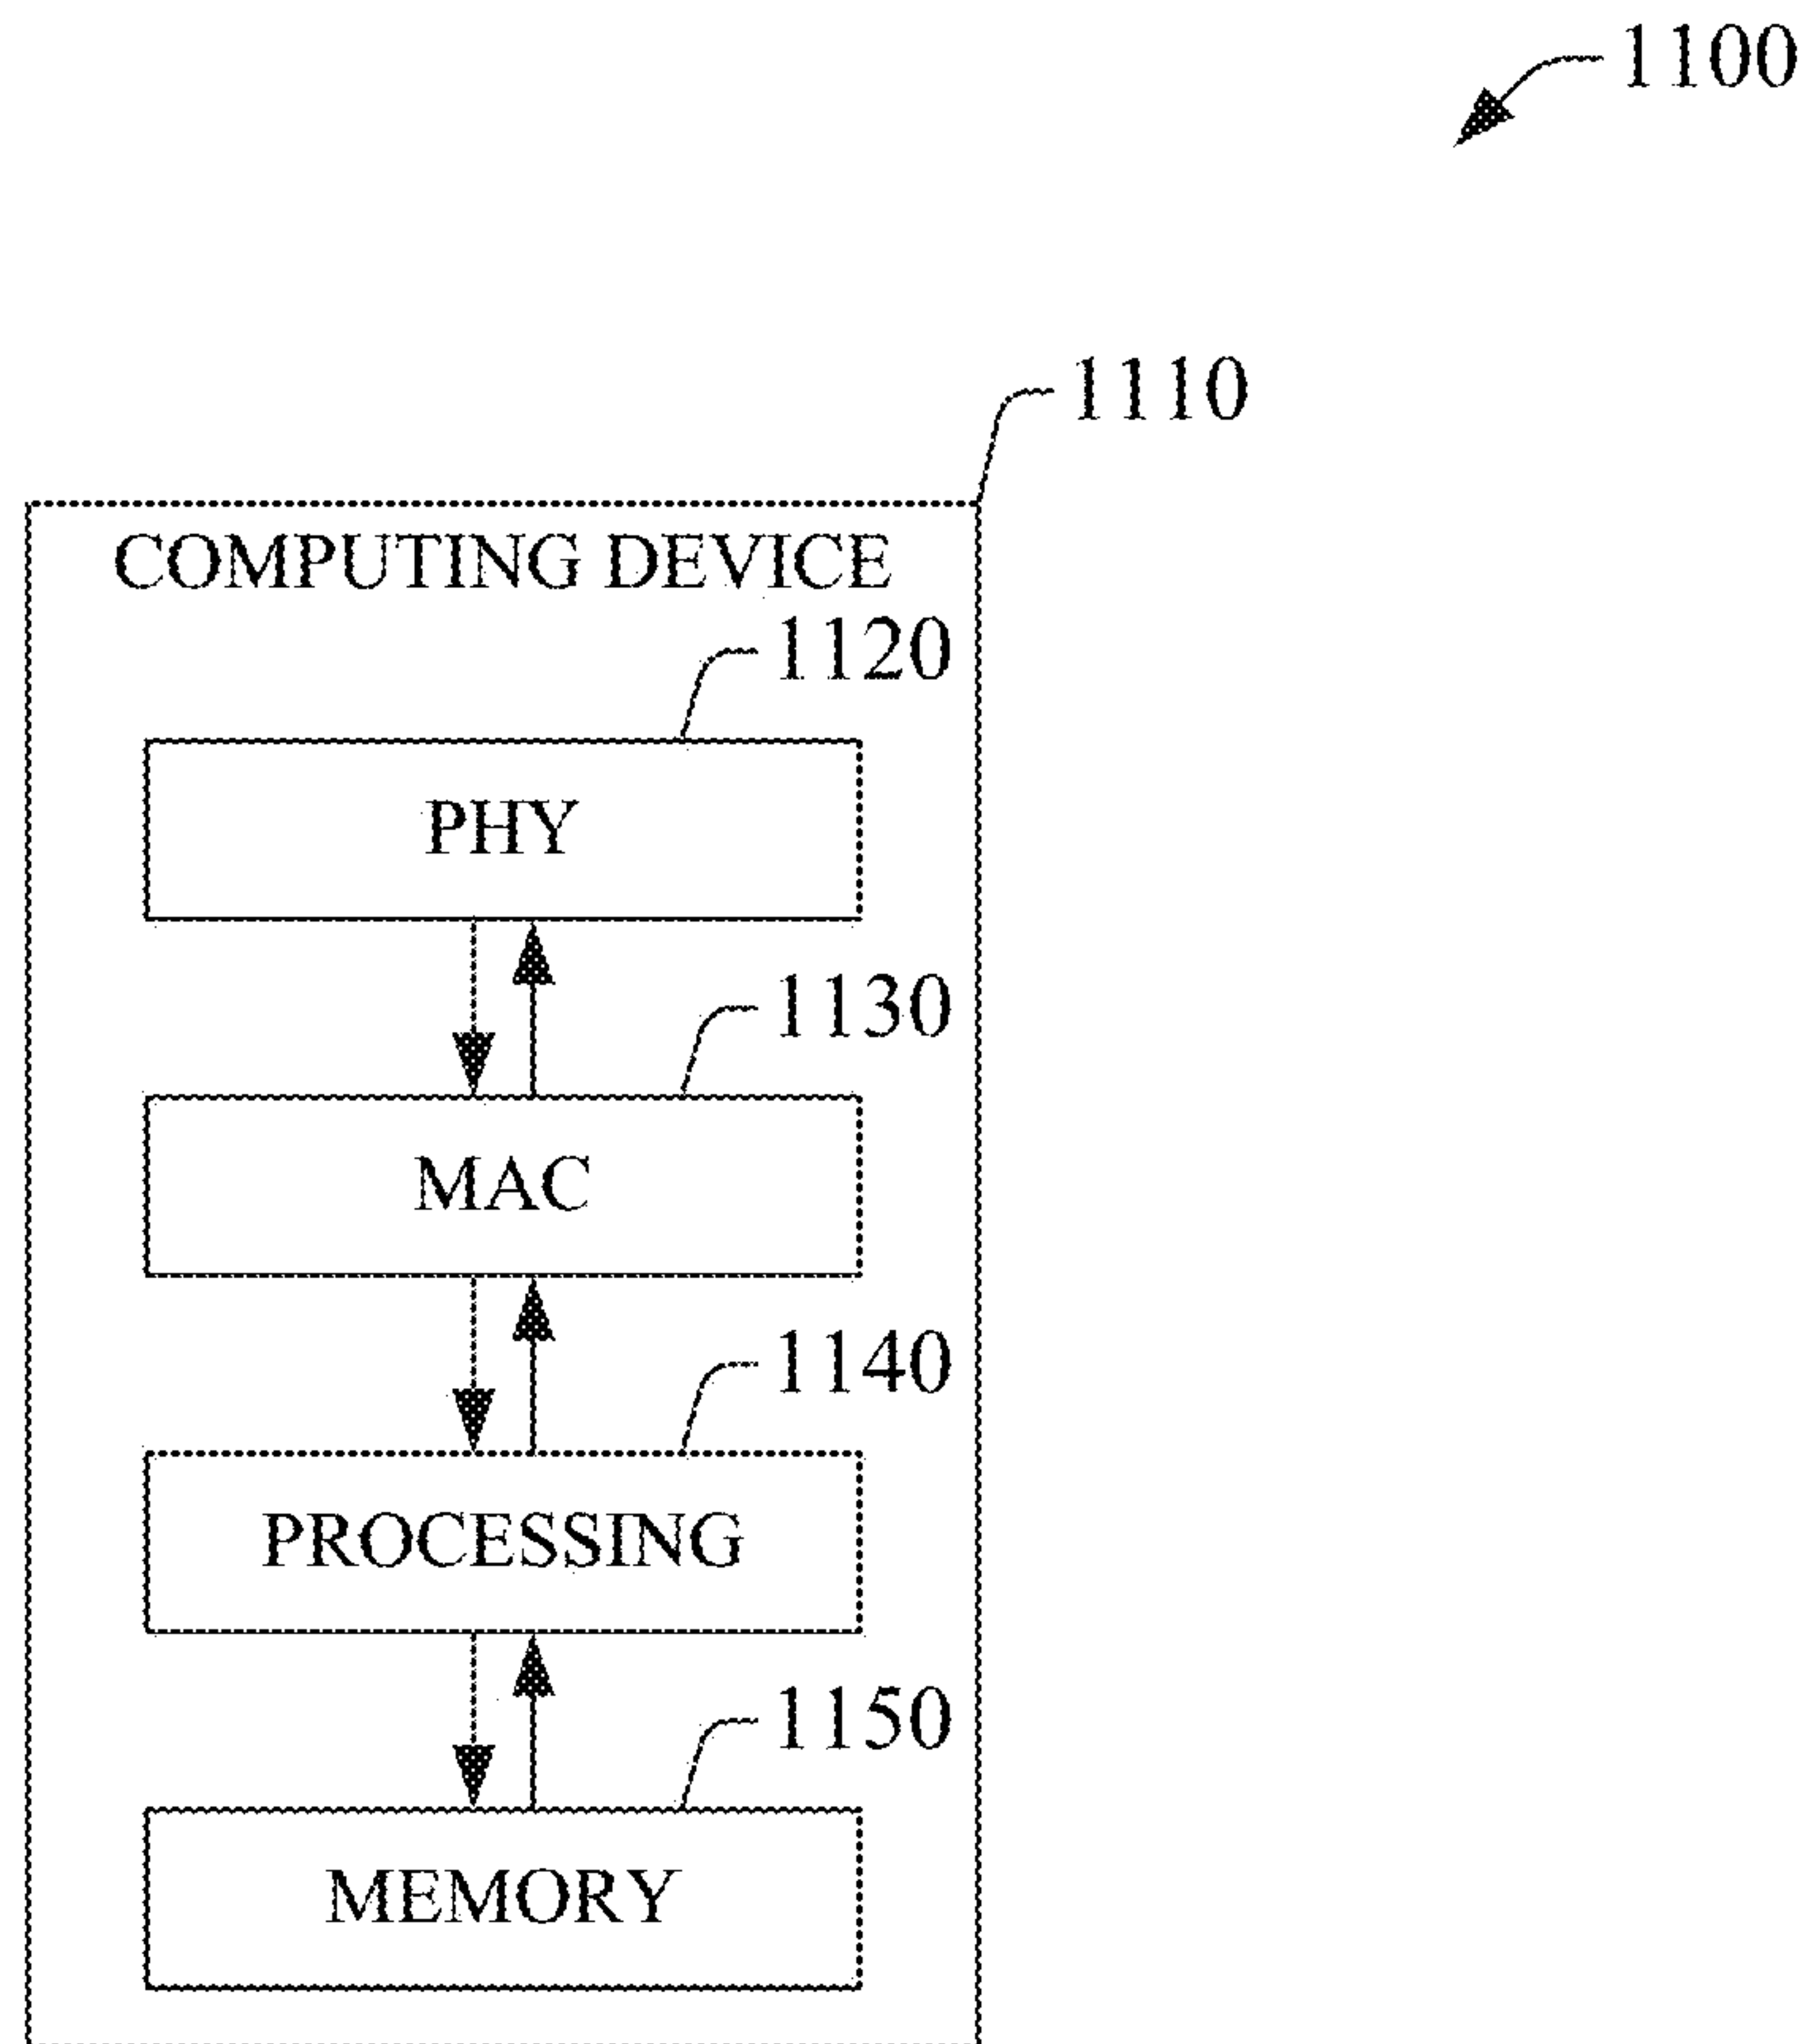 1100
1110
COMPUTING DEVICE
1120
PHY
1130
MAC
1140
PROCESSING
1150
MEMORY